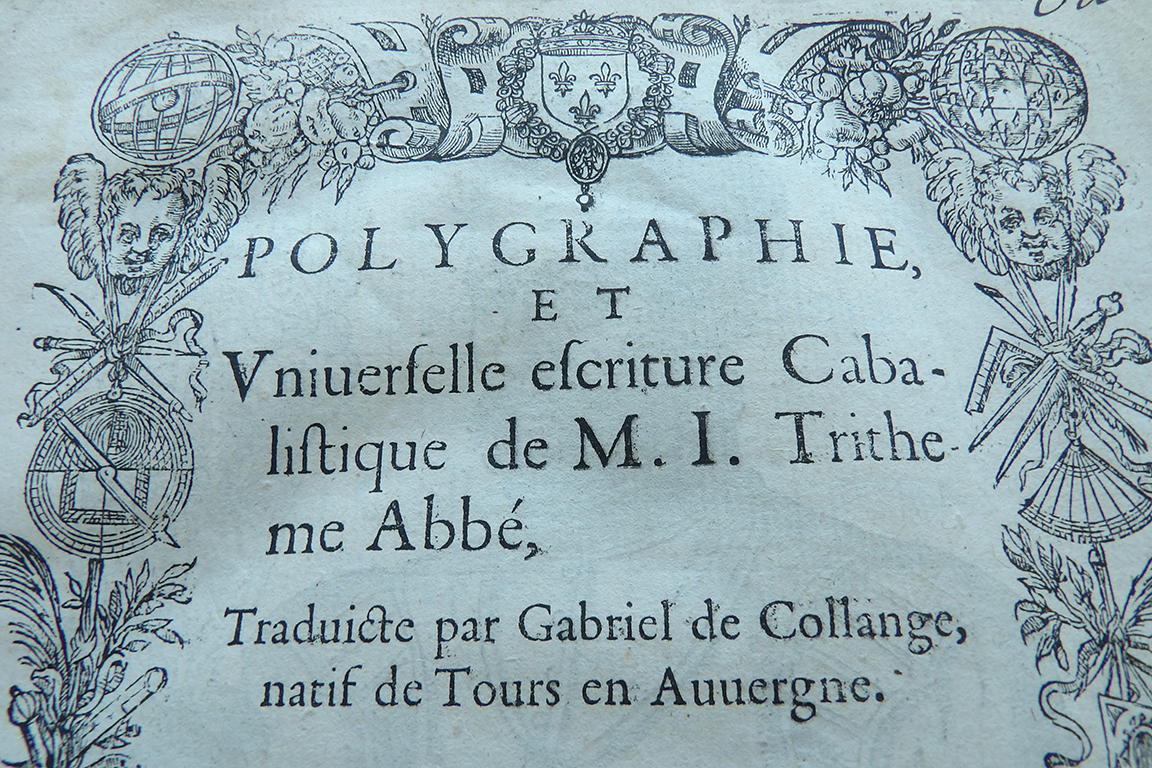 POLYGRAPHIE,
ET
Vniuerſelle eſcriture Caba-
liſtique de M. I. Trithe-
me Abbé,
Traduicte par Gabriel de Collange,
natif de Tours en Auuergne.